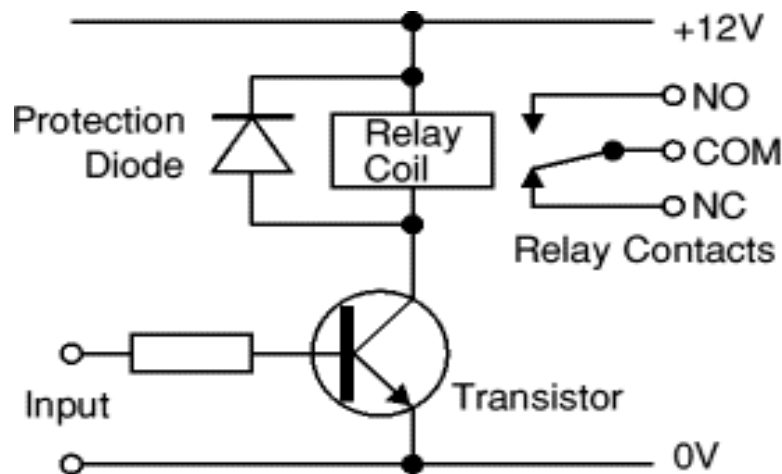 +12V
Protection
Diode
Relay
Coil
NO
COM
NC
Relay Contacts
Input
Transistor
0V